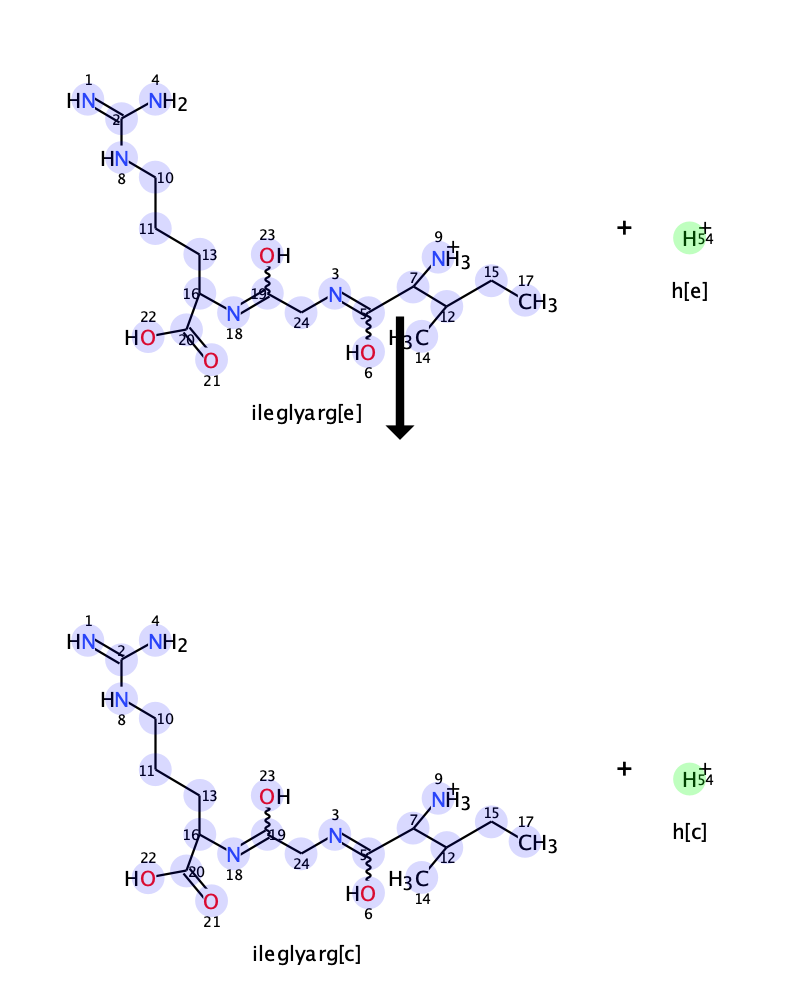 1 4
HN NH2
2
HN
8 10
11 23
OH 9
13 NH3+ 15 17
3 7
16 19 CH3
22 N 5 12
HO 20 18 24 H3C
O HO 14
21 6
+ H+ 54
h[e]
ileglyarg[e]
1 4
HN NH2
2
HN
8 10
11 23
OH 9
13 NH3+ 15 17
3 7
16 19 CH3
22 N 5 12
HO 20 18 24 H3C
O HO 14
21 6
+ H+ 54
h[c]
ileglyarg[c]